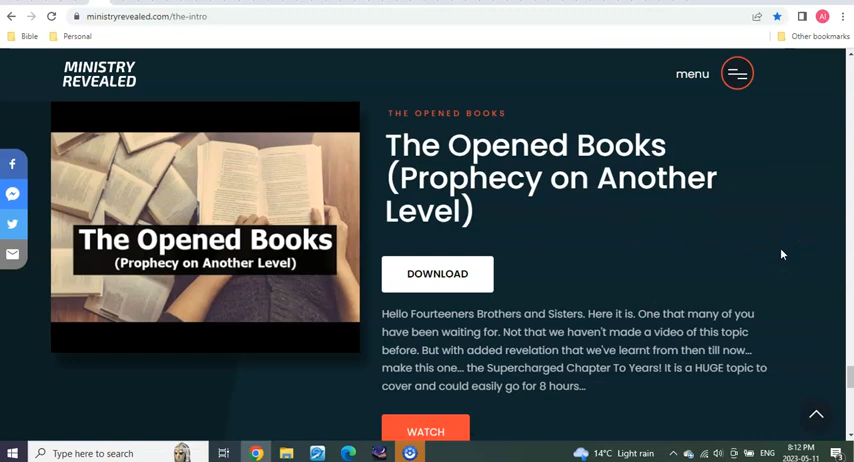 ministryrevealed.com/the-intro
AI
Bible
Personal
Other bookmarks
MINISTRY
REVEALED
menu
THE OPENED BOOKS
The Opened Books
(Prophecy on Another
Level)
The Opened Books
(Prophecy on Another Level)
DOWNLOAD
Hello Fourteeners Brothers and Sisters. Here it is. One that many of you
have been waiting for. Not that we haven't made a video of this topic
before. But with added revelation that we've learnt from then till now...
make this one... the Supercharged Chapter To Years! It is a HUGE topic to
cover and could easily go for 8 hours...
WATCH
Type here to search
14°C Light rain
ENG
8:12 PM
2023-05-11
3